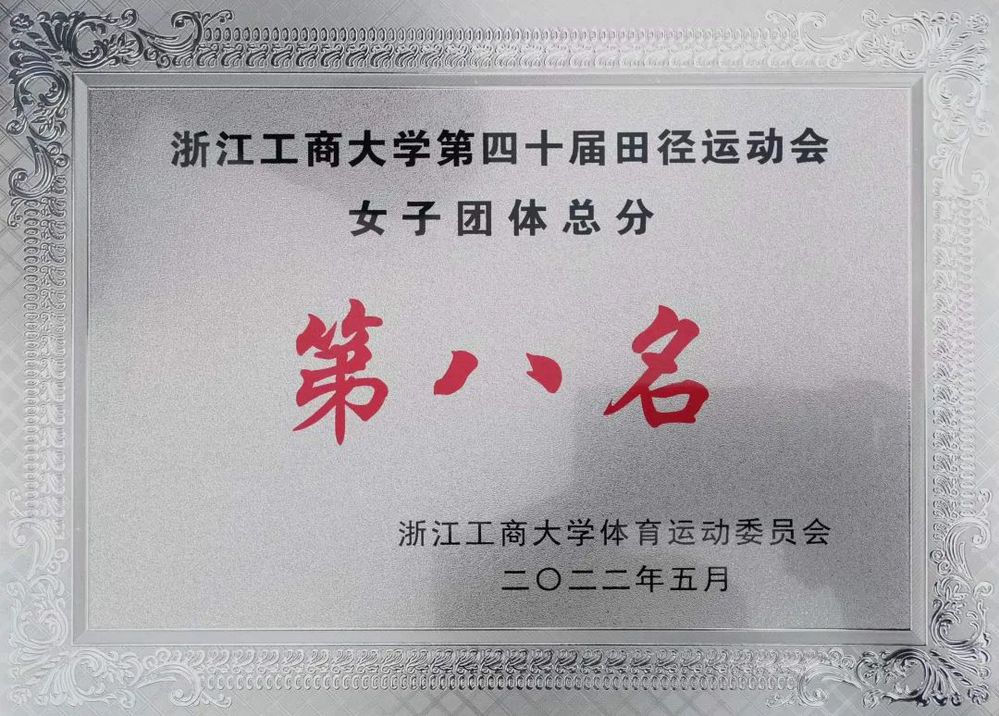 浙江工商大学第四十届田径运动会
女子团体总分
第八名
浙江工商大学体育运动委员会
二〇二二年五月